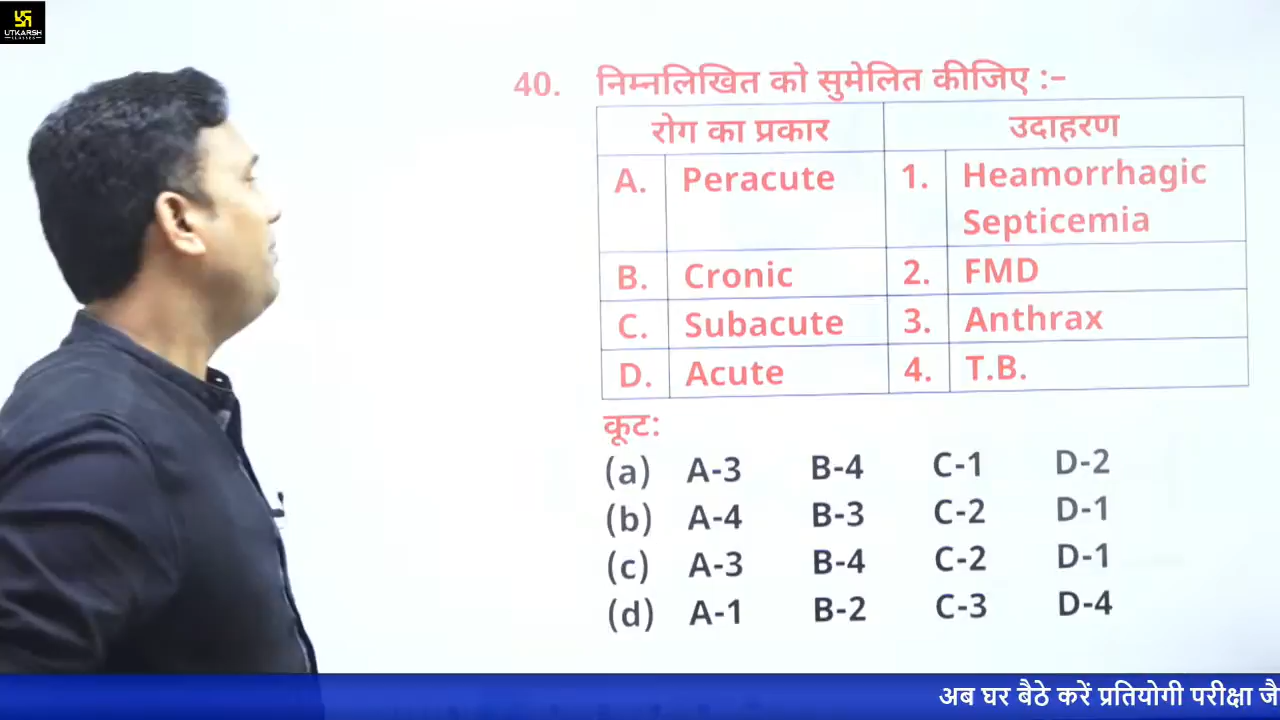 UTKARSH
CLASSES
40. निम्नलिखित को सुमेलित कीजिए :–
रोग का प्रकार उदाहरण
A. Peracute 1. Heamorrhagic
Septicemia
B. Cronic 2. FMD
C. Subacute 3. Anthrax
D. Acute 4. T.B.
कूट:
(a) A-3 B-4 C-1 D-2
(b) A-4 B-3 C-2 D-1
(c) A-3 B-4 C-2 D-1
(d) A-1 B-2 C-3 D-4
अब घर बैठे करें प्रतियोगी परीक्षा जै